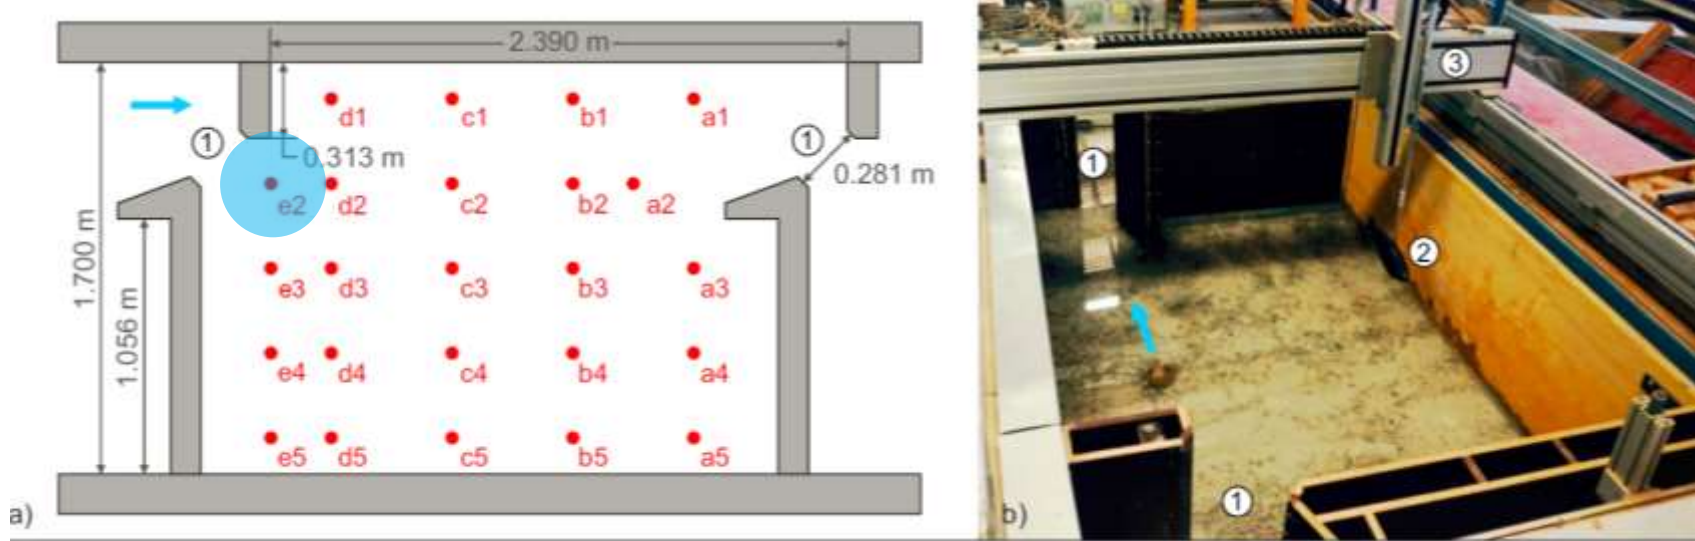 2.390 m
d1 c1 b1 a1
1 1
0.313 m
0.281 m
e2 d2 c2 b2 a2
1.700 m
e3 d3 c3 b3 a3
1.056 m
e4 d4 c4 b4 a4
e5 d5 c5 b5 a5
a)
3
1
2
1
b)